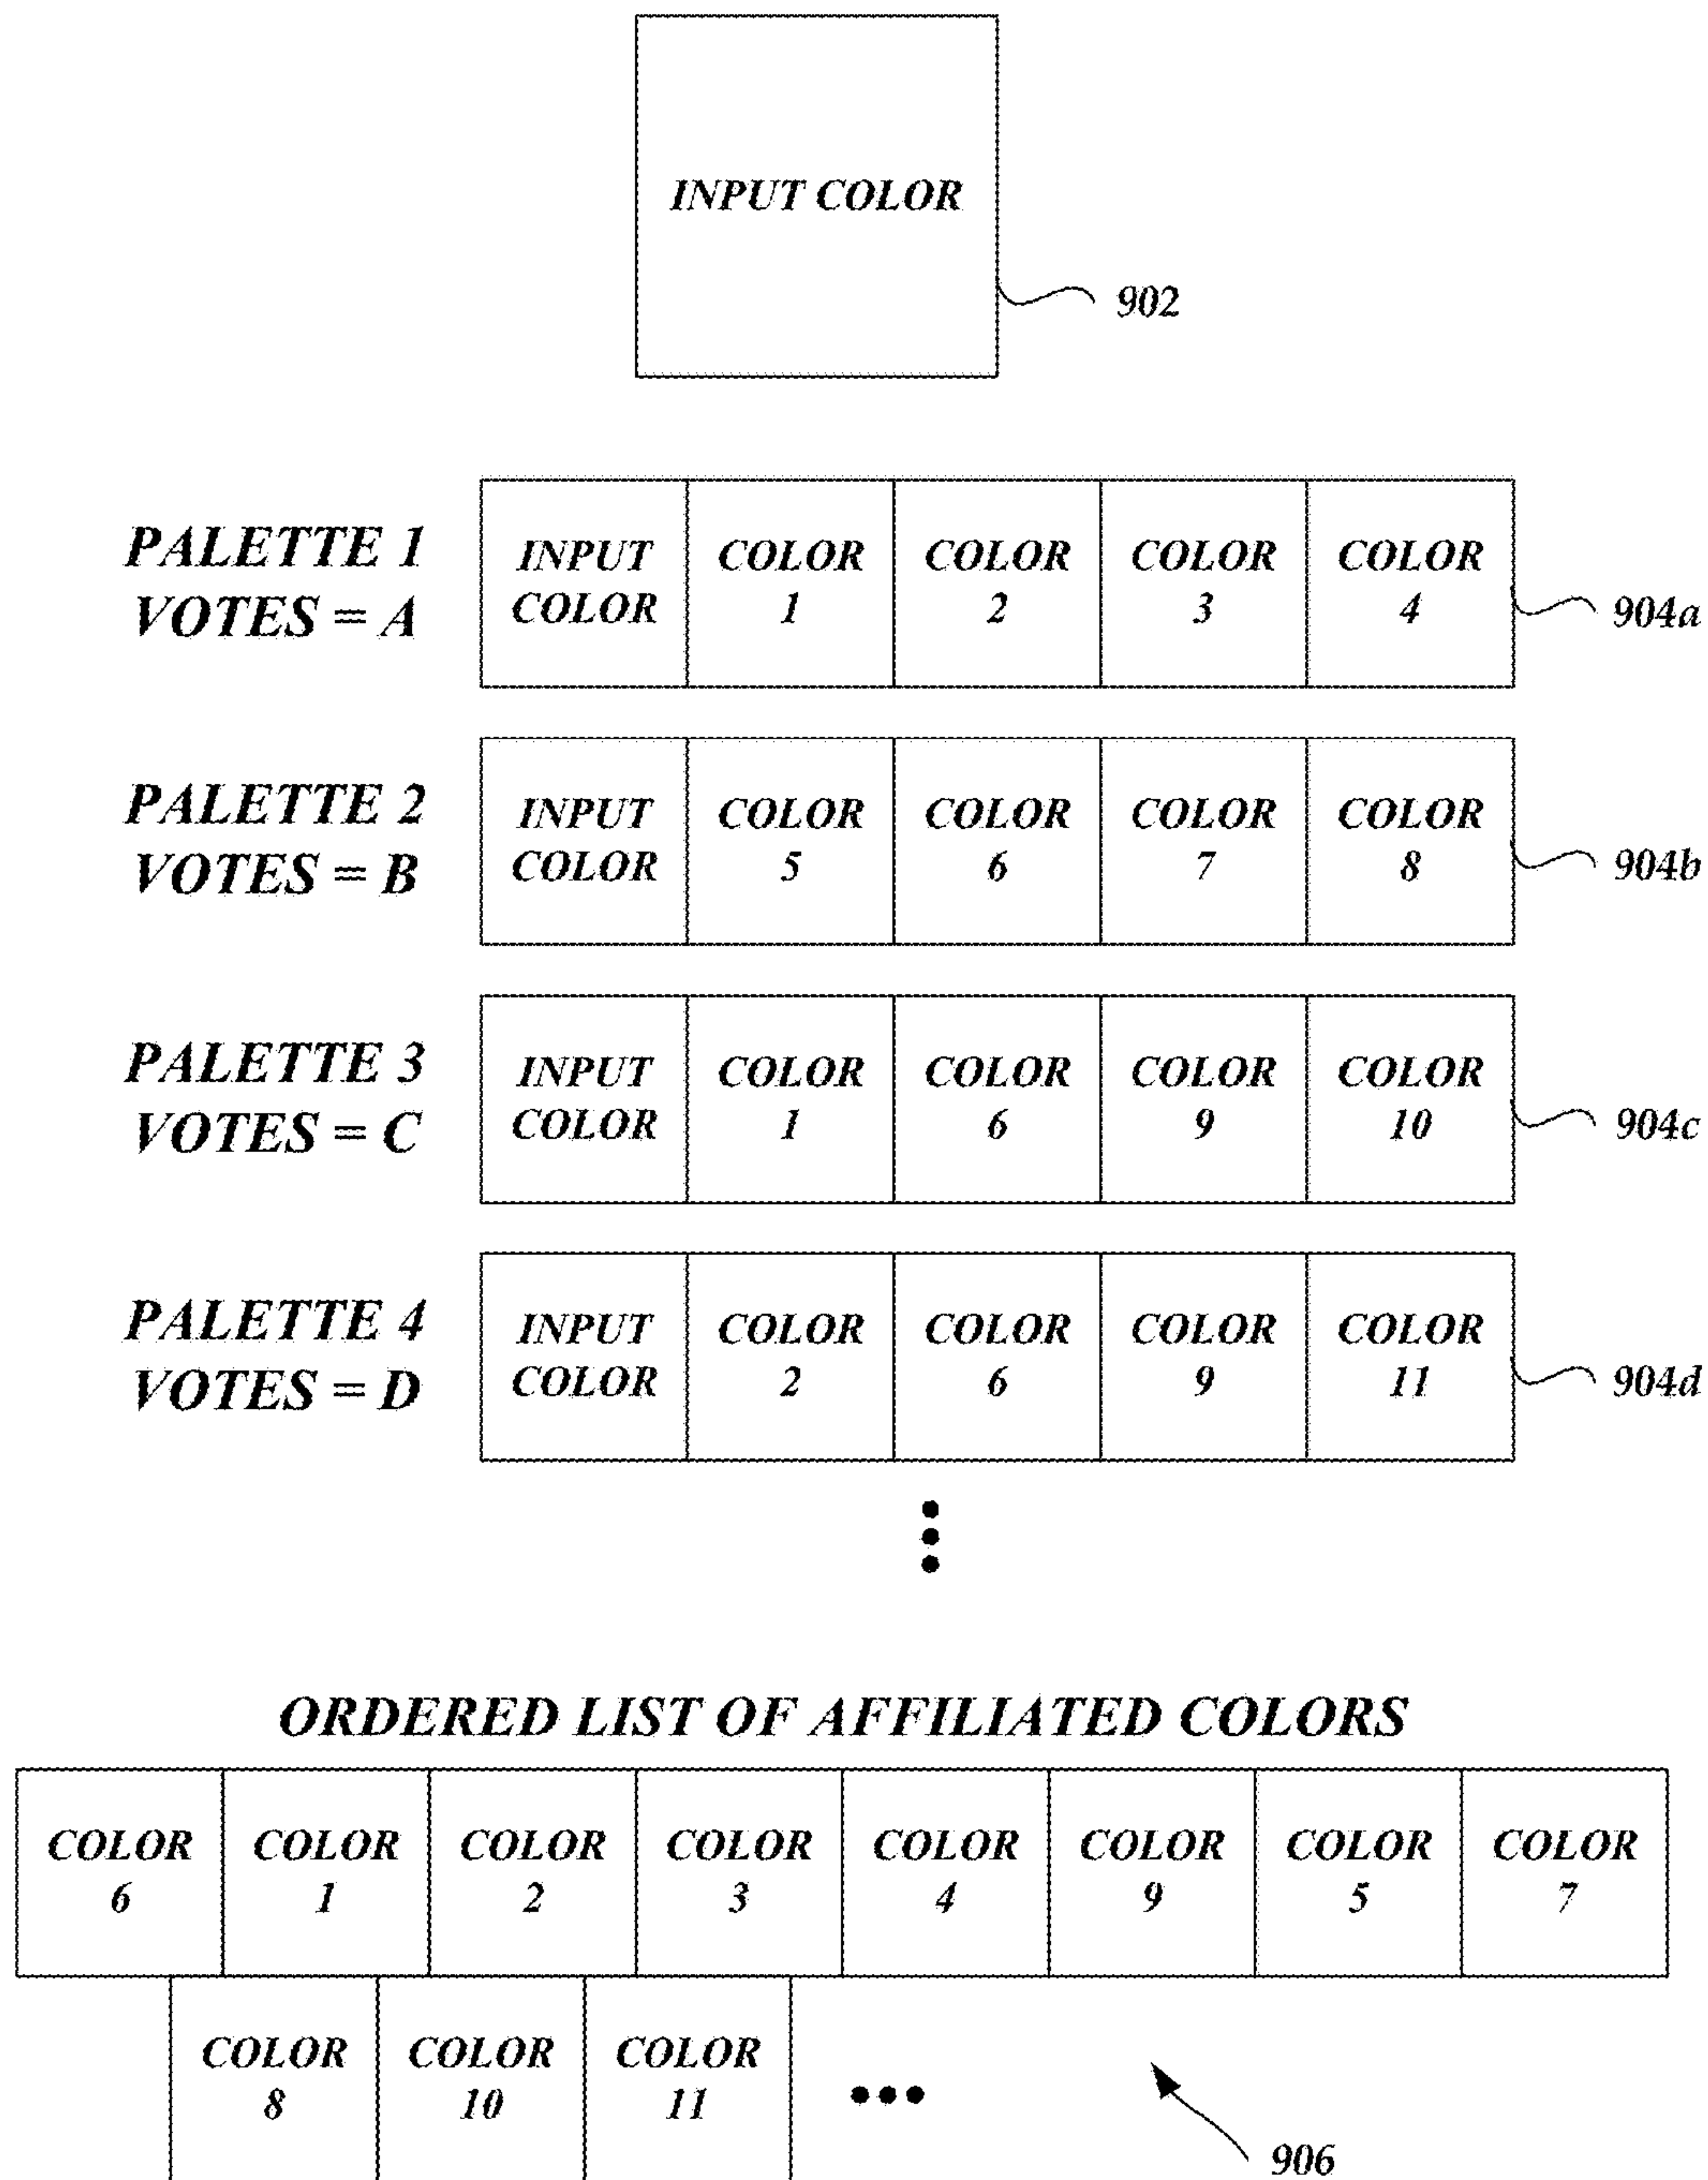 INPUT COLOR
902
PALETTE 1
VOTES = A
INPUT COLOR
COLOR 1
COLOR 2
COLOR 3
COLOR 4
904a
PALETTE 2
VOTES = B
INPUT COLOR
COLOR 5
COLOR 6
COLOR 7
COLOR 8
904b
PALETTE 3
VOTES = C
INPUT COLOR
COLOR 1
COLOR 6
COLOR 9
COLOR 10
904c
PALETTE 4
VOTES = D
INPUT COLOR
COLOR 2
COLOR 6
COLOR 9
COLOR 11
904d
ORDERED LIST OF AFFILIATED COLORS
COLOR 6
COLOR 1
COLOR 2
COLOR 3
COLOR 4
COLOR 9
COLOR 5
COLOR 7
COLOR 8
COLOR 10
COLOR 11
906